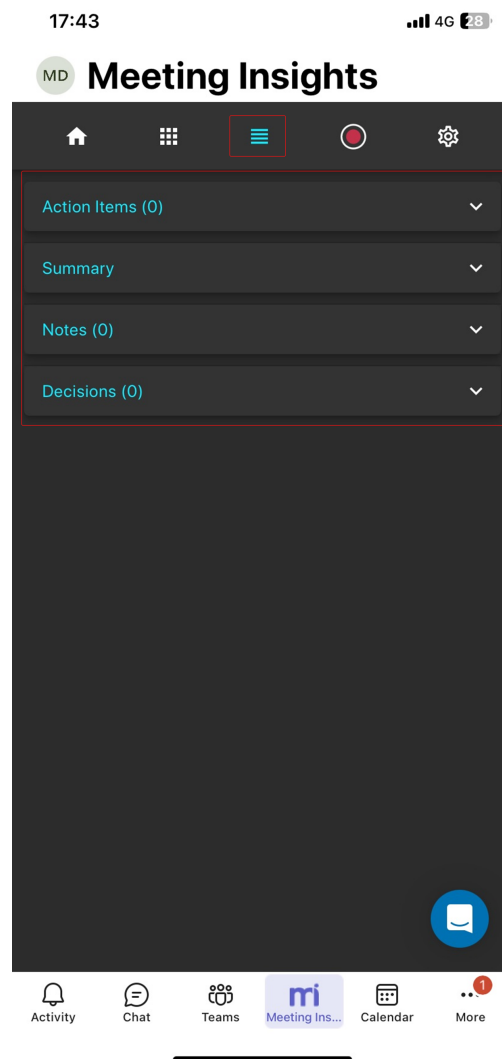 17:43
4G 28
MD Meeting Insights
Action Items (0)
Summary
Notes (0)
Decisions (0)
1
mi
Activity Chat Teams Meeting Ins... Calendar More